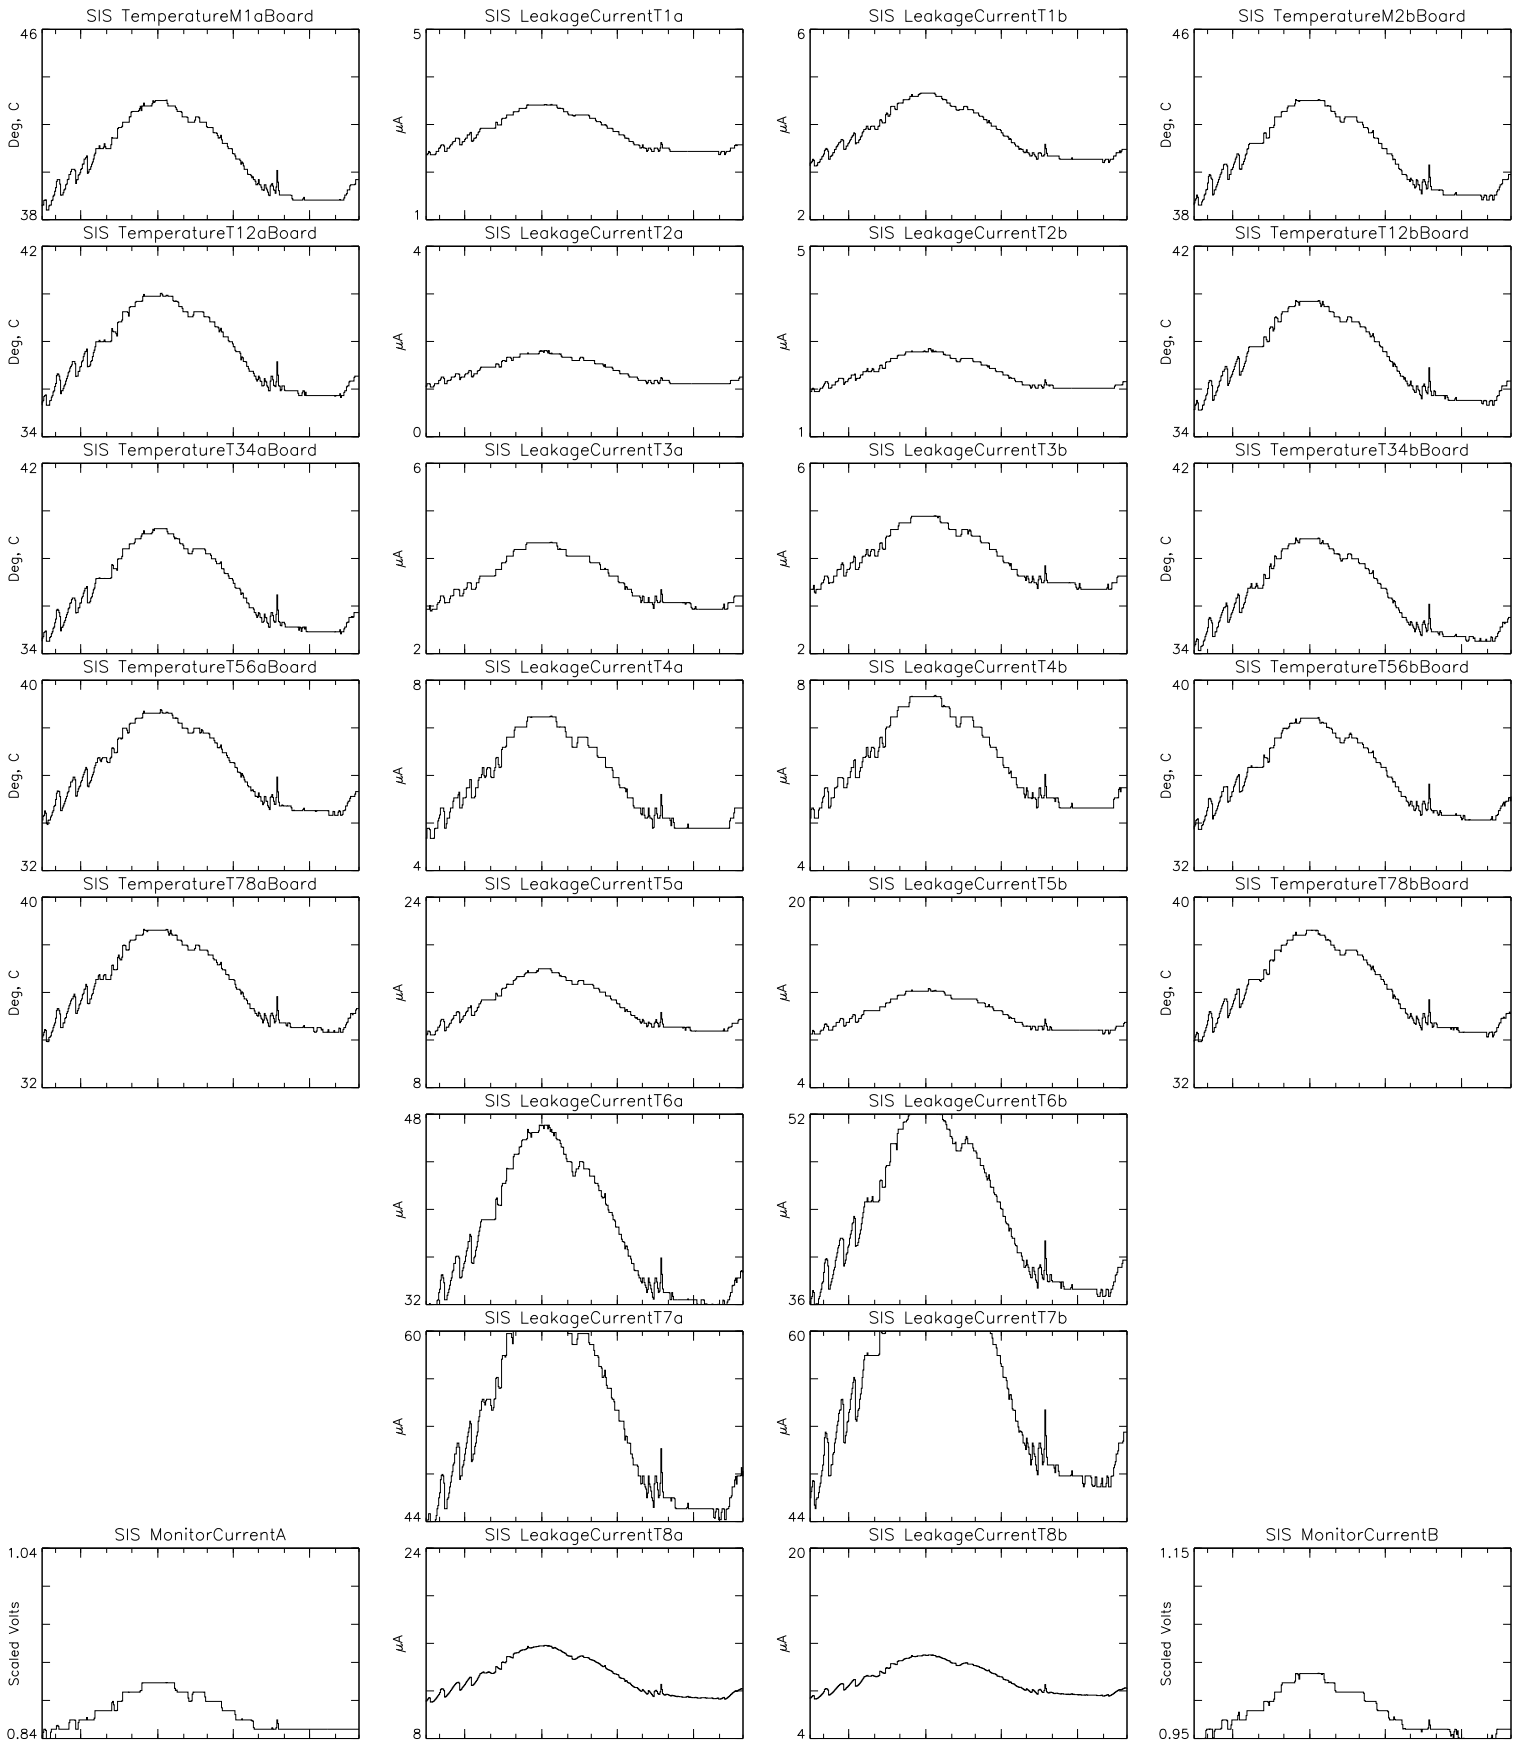 SIS TemperatureM1aBoard
46
Deg, C
38
SIS LeakageCurrentT1a
5
μA
1
SIS LeakageCurrentT1b
6
μA
2
SIS TemperatureM2bBoard
46
Deg, C
38
SIS TemperatureT12aBoard
42
Deg, C
34
SIS LeakageCurrentT2a
4
μA
0
SIS LeakageCurrentT2b
5
μA
1
SIS TemperatureT12bBoard
42
Deg, C
34
SIS TemperatureT34aBoard
42
Deg, C
34
SIS LeakageCurrentT3a
6
μA
2
SIS LeakageCurrentT3b
6
μA
2
SIS TemperatureT34bBoard
42
Deg, C
34
SIS TemperatureT56aBoard
40
Deg, C
32
SIS LeakageCurrentT4a
8
μA
4
SIS LeakageCurrentT4b
8
μA
4
SIS TemperatureT56bBoard
40
Deg, C
32
SIS TemperatureT78aBoard
40
Deg, C
32
SIS LeakageCurrentT5a
24
μA
8
SIS LeakageCurrentT5b
20
μA
4
SIS TemperatureT78bBoard
40
Deg, C
32
SIS LeakageCurrentT6a
48
μA
32
SIS LeakageCurrentT6b
52
μA
36
SIS LeakageCurrentT7a
60
μA
44
SIS LeakageCurrentT7b
60
μA
44
SIS MonitorCurrentA
1.04
Scaled Volts
0.84
SIS LeakageCurrentT8a
24
μA
8
SIS LeakageCurrentT8b
20
μA
4
SIS MonitorCurrentB
1.15
Scaled Volts
0.95